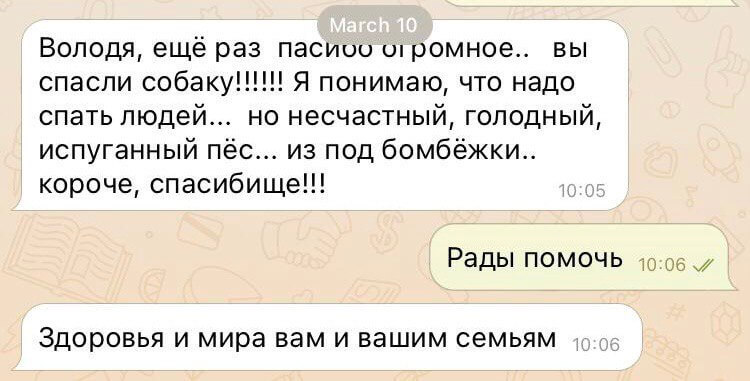 March 10
Володя, ещё раз пасибо огромное.. вы
спасли собаку!!!!!! Я понимаю, что надо
спать людей... но несчастный, голодный,
испуганный пёс... из под бомбёжки..
короче, спасибище!!!
10:05
Рады помочь 10:06
Здоровья и мира вам и вашим семьям 10:06